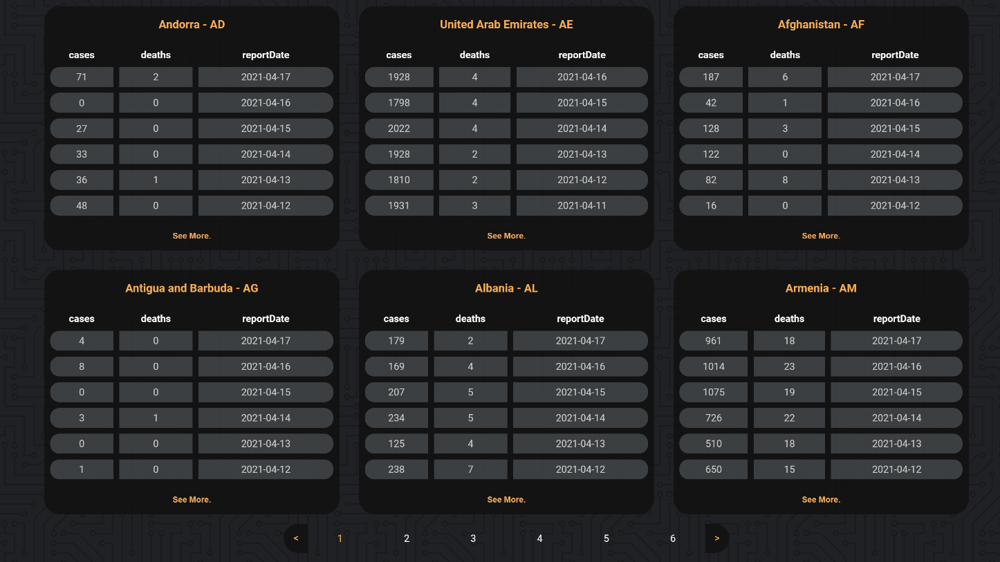 Andorra - AD
cases deaths reportDate
71 2 2021-04-17
0 0 2021-04-16
27 0 2021-04-15
33 0 2021-04-14
36 1 2021-04-13
48 0 2021-04-12
See More.
United Arab Emirates - AE
cases deaths reportDate
1928 4 2021-04-16
1798 4 2021-04-15
2022 4 2021-04-14
1928 2 2021-04-13
1810 2 2021-04-12
1931 3 2021-04-11
See More.
Afghanistan - AF
cases deaths reportDate
187 6 2021-04-17
42 1 2021-04-16
128 3 2021-04-15
122 0 2021-04-14
82 8 2021-04-13
16 0 2021-04-12
See More.
Antigua and Barbuda - AG
cases deaths reportDate
4 0 2021-04-17
8 0 2021-04-16
0 0 2021-04-15
3 1 2021-04-14
0 0 2021-04-13
1 0 2021-04-12
See More.
Albania - AL
cases deaths reportDate
179 2 2021-04-17
169 4 2021-04-16
207 5 2021-04-15
234 5 2021-04-14
125 4 2021-04-13
238 7 2021-04-12
See More.
Armenia - AM
cases deaths reportDate
961 18 2021-04-17
1014 23 2021-04-16
1075 19 2021-04-15
726 22 2021-04-14
510 18 2021-04-13
650 15 2021-04-12
See More.
< 1 2 3 4 5 6 >